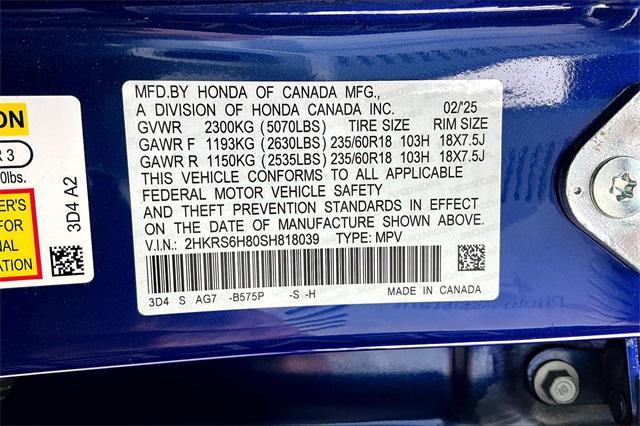 MFD.BY HONDA OF CANADA MFG.,
A DIVISION OF HONDA CANADA INC. 02/'25
GVWR 2300KG (5070LBS) TIRE SIZE RIM SIZE
GAWR F 1193KG (2630LBS) 235/60R18 103H 18X7.5J
GAWR R 1150KG (2535LBS) 235/60R18 103H 18X7.5J
THIS VEHICLE CONFORMS TO ALL APPLICABLE
FEDERAL MOTOR VEHICLE SAFETY
AND THEFT PREVENTION STANDARDS IN EFFECT
ON THE DATE OF MANUFACTURE SHOWN ABOVE.
V.I.N.: 2HKRS6H80SH818039 TYPE: MPV
3D4 S AG7 -B575P -S -H MADE IN CANADA
ON
R 3
0lbs.
ER'S
FOR
NAL
ATION
3D4 A2